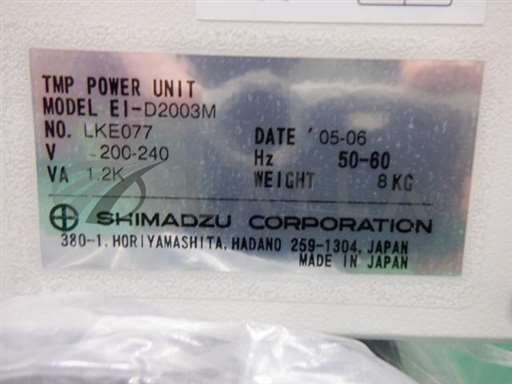 TMP POWER UNIT
MODEL EI-D2003M
NO. LKE077 DATE '05-06
V ~200-240 Hz 50-60
VA 1.2K WEIGHT 8KG
SHIMADZU CORPORATION
380-1, HORIYAMASHITA, HADANO 259-1304, JAPAN
MADE IN JAPAN